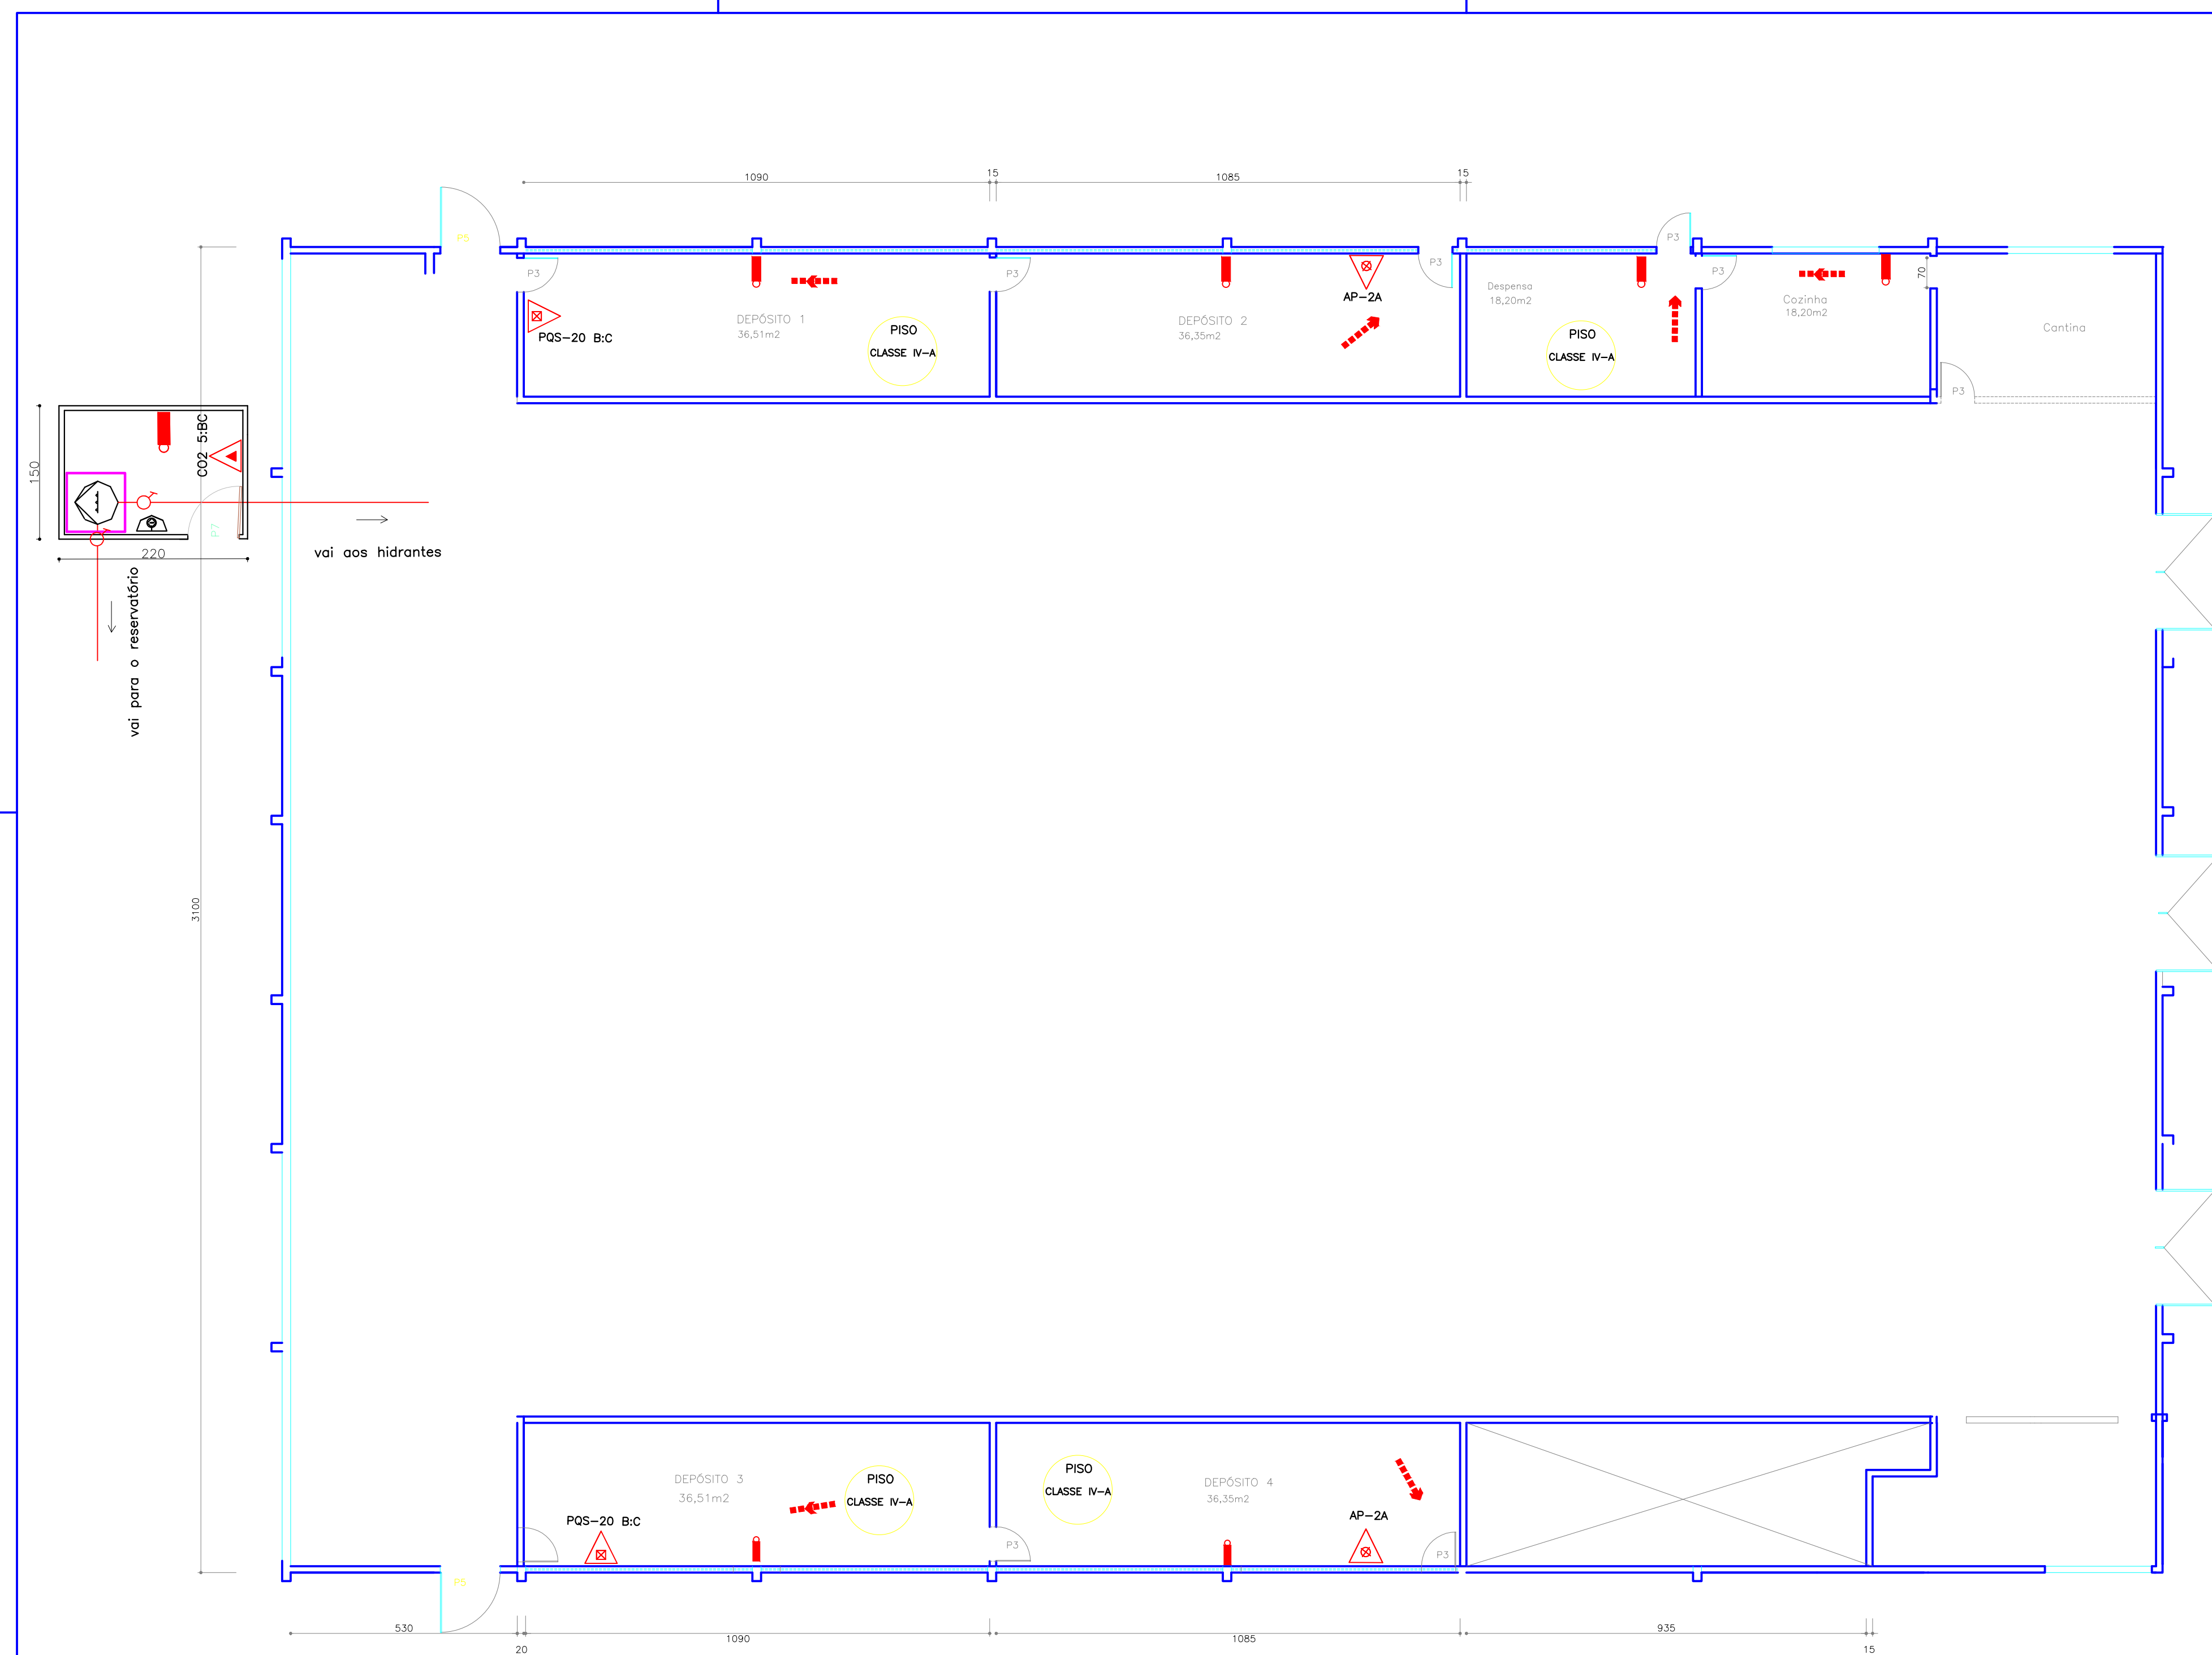 1090
15
1085
15
P5
P3
P3
P3
P3
P3
70
DEPÓSITO 1
36,51m2
PISO
CLASSE IV-A
PQS-20 B:C
DEPÓSITO 2
36,35m2
AP-2A
Despensa
18,20m2
PISO
CLASSE IV-A
Cozinha
18,20m2
Cantina
P3
CO2 5:BC
150
P7
220
vai aos hidrantes
vai para o reservatório
3100
DEPÓSITO 3
36,51m2
PISO
CLASSE IV-A
PQS-20 B:C
PISO
CLASSE IV-A
DEPÓSITO 4
36,35m2
AP-2A
P3
P3
P5
530
20
1090
1085
935
15